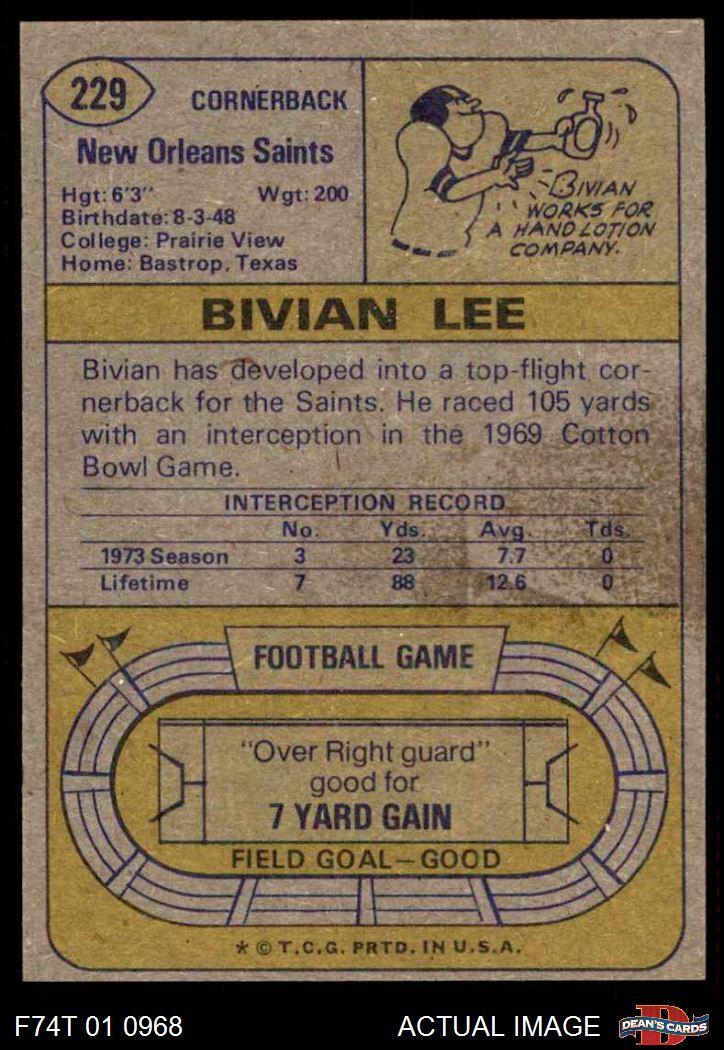 229
CORNERBACK
New Orleans Saints
Hgt: 6'3" Wgt: 200
Birthdate: 8-3-48
College: Prairie View
Home: Bastrop, Texas
BIVIAN
WORKS FOR
A HAND LOTION
COMPANY.
BIVIAN LEE
Bivian has developed into a top-flight cor-
nerback for the Saints. He raced 105 yards
with an interception in the 1969 Cotton
Bowl Game.
INTERCEPTION RECORD
No. Yds. Avg. Tds.
1973 Season 3 23 7.7 0
Lifetime 7 88 12.6 0
FOOTBALL GAME
"Over Right guard"
good for
7 YARD GAIN
FIELD GOAL—GOOD
* © T.C.G. PRTD. IN U.S.A.
F74T 01 0968 ACTUAL IMAGE
D
DEAN'S CARDS